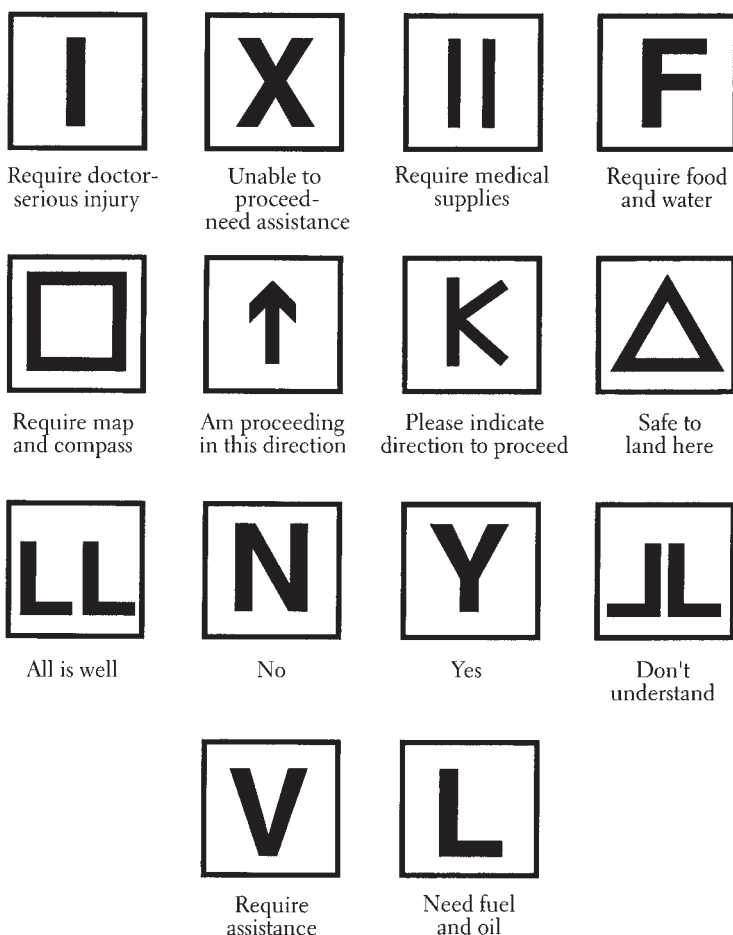 I
X
||
F
Require doctor-
serious injury
Unable to
proceed-
need assistance
Require medical
supplies
Require food
and water
K
Require map
and compass
Am proceeding
in this direction
Please indicate
direction to proceed
Safe to
land here
LL
N
Y
⅃L
All is well
No
Yes
Don't
understand
V
L
Require
assistance
Need fuel
and oil